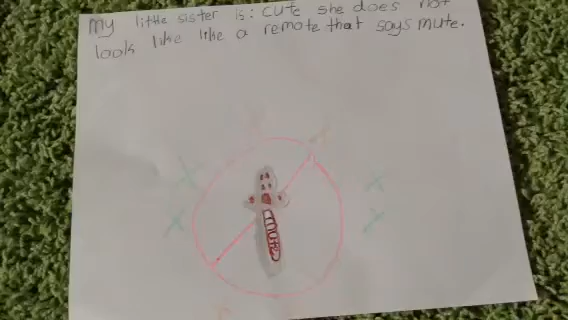 My little sister is: cute she does not
look like like a remote that says mute.
mute